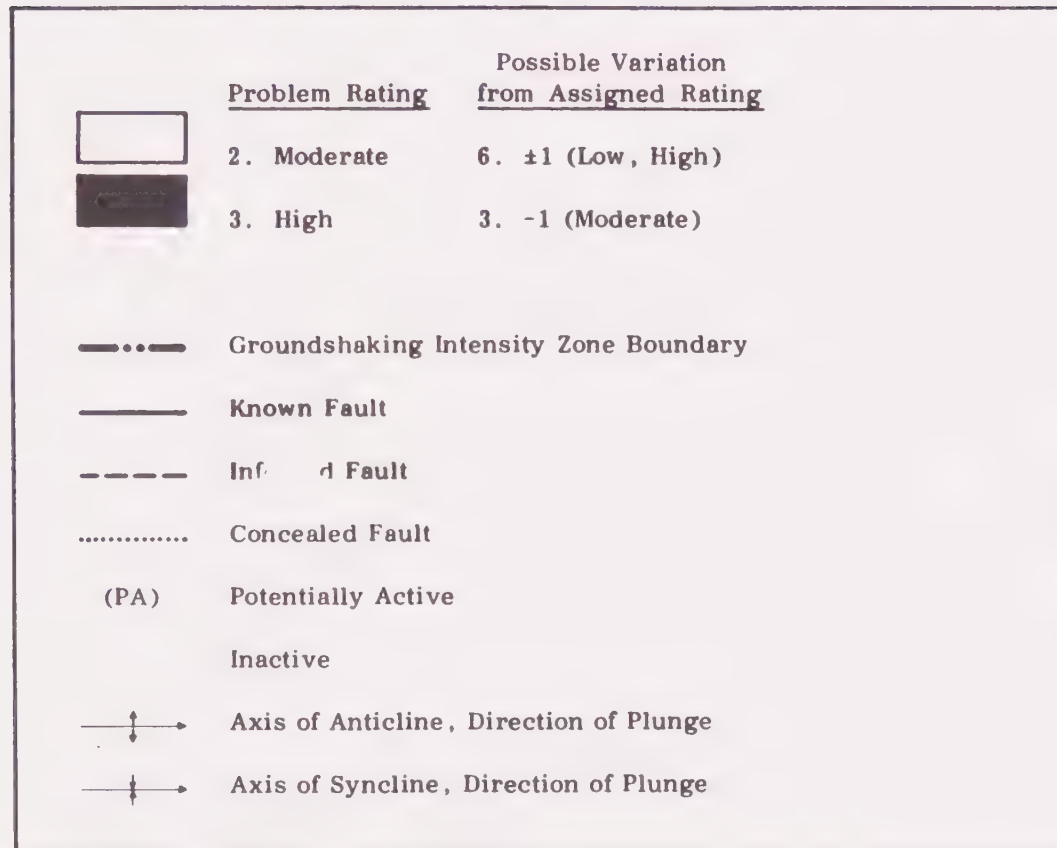 Possible Variation
Problem Rating from Assigned Rating
2. Moderate 6. ±1 (Low, High)
3. High 3. -1 (Moderate)
Groundshaking Intensity Zone Boundary
Known Fault
Fault
Concealed Fault
(PA) Potentially Active
Inactive
Axis of Anticline, Direction of Plunge
Axis of Syncline, Direction of Plunge